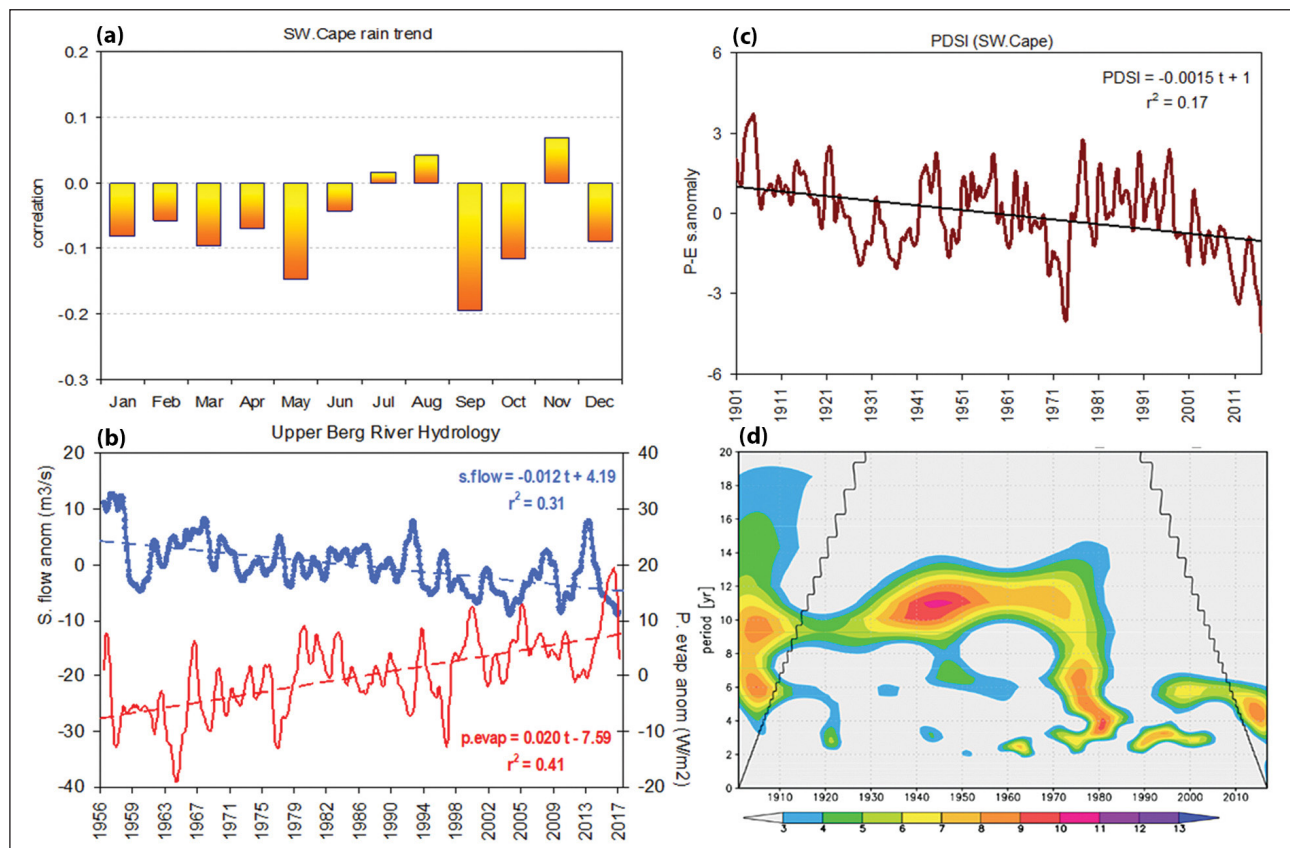 (a)
SW.Cape rain trend
0.2
0.1
0.0
-0.1
-0.2
-0.3
correlation
Jan Feb Mar Apr May Jun Jul Aug Sep Oct Nov Dec
(b)
Upper Berg River Hydrology
20
10
0
-10
-20
-30
-40
S. flow anom (m3/s)
s.flow = -0.012 t + 4.19
r² = 0.31
p.evap = 0.020 t - 7.59
r² = 0.41
40
30
20
10
0
-10
-20
P. evap anom (W/m2)
1956 1959 1963 1967 1971 1975 1979 1982 1986 1990 1994 1998 2002 2005 2009 2013 2017
(c)
PDSI (SW.Cape)
PDSI = -0.0015 t + 1
r² = 0.17
6
3
0
-3
-6
P-E s.anomaly
1901 1911 1921 1931 1941 1951 1961 1971 1981 1991 2001 2011
(d)
20
18
16
14
12
10
8
6
4
2
0
period [yr]
1910 1920 1930 1940 1950 1960 1970 1980 1990 2000 2010
3 4 5 6 7 8 9 10 11 12 13